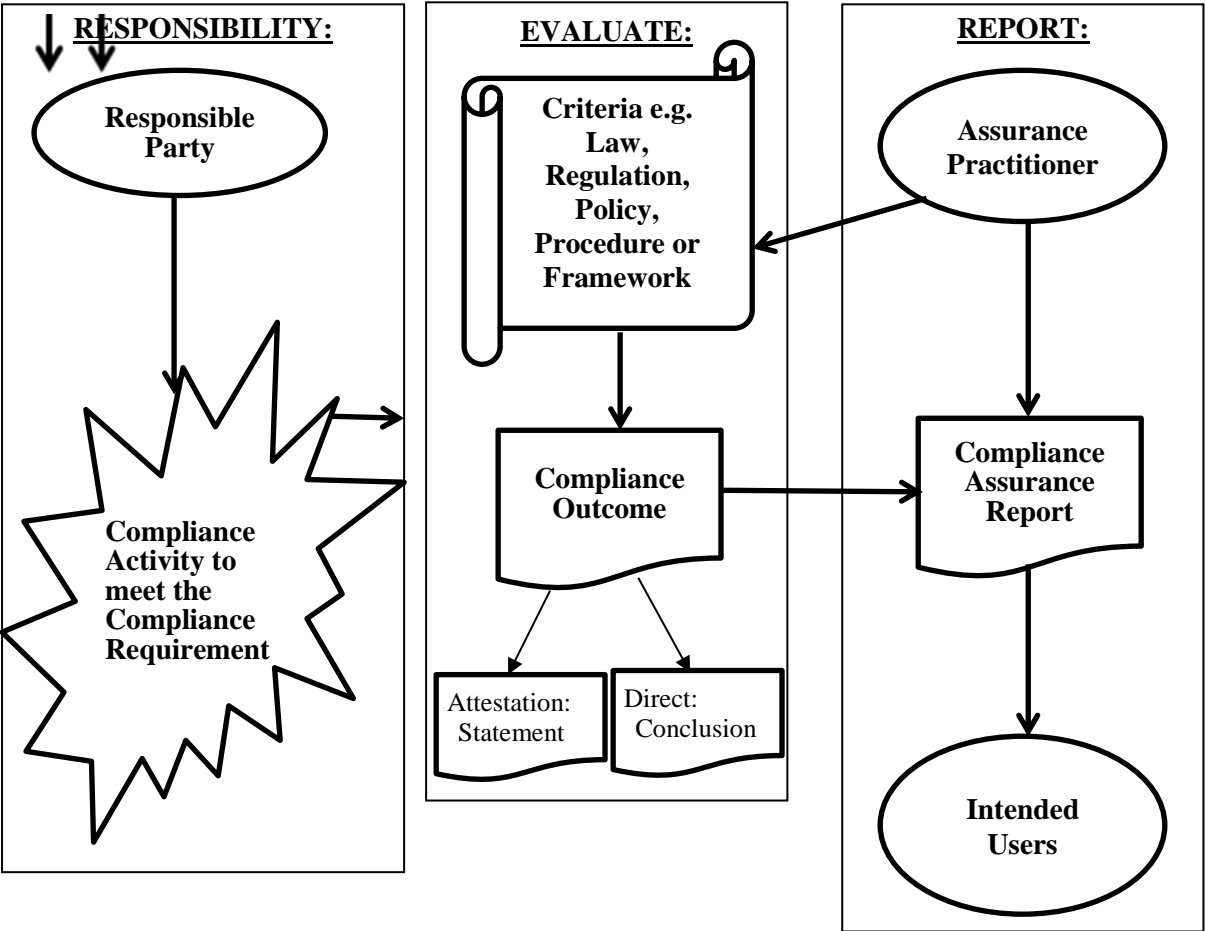 RESPONSIBILITY:
Responsible
Party
Compliance
Activity to
meet the
Compliance
Requirement
EVALUATE:
Criteria e.g.
Law,
Regulation,
Policy,
Procedure or
Framework
Compliance
Outcome
Attestation:
Statement
Direct:
Conclusion
REPORT:
Assurance
Practitioner
Compliance
Assurance
Report
Intended
Users